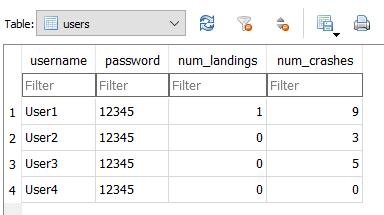 Table: users
username password num_landings num_crashes
Filter Filter Filter Filter
1 User1 12345 1 9
2 User2 12345 0 3
3 User3 12345 0 5
4 User4 12345 0 0